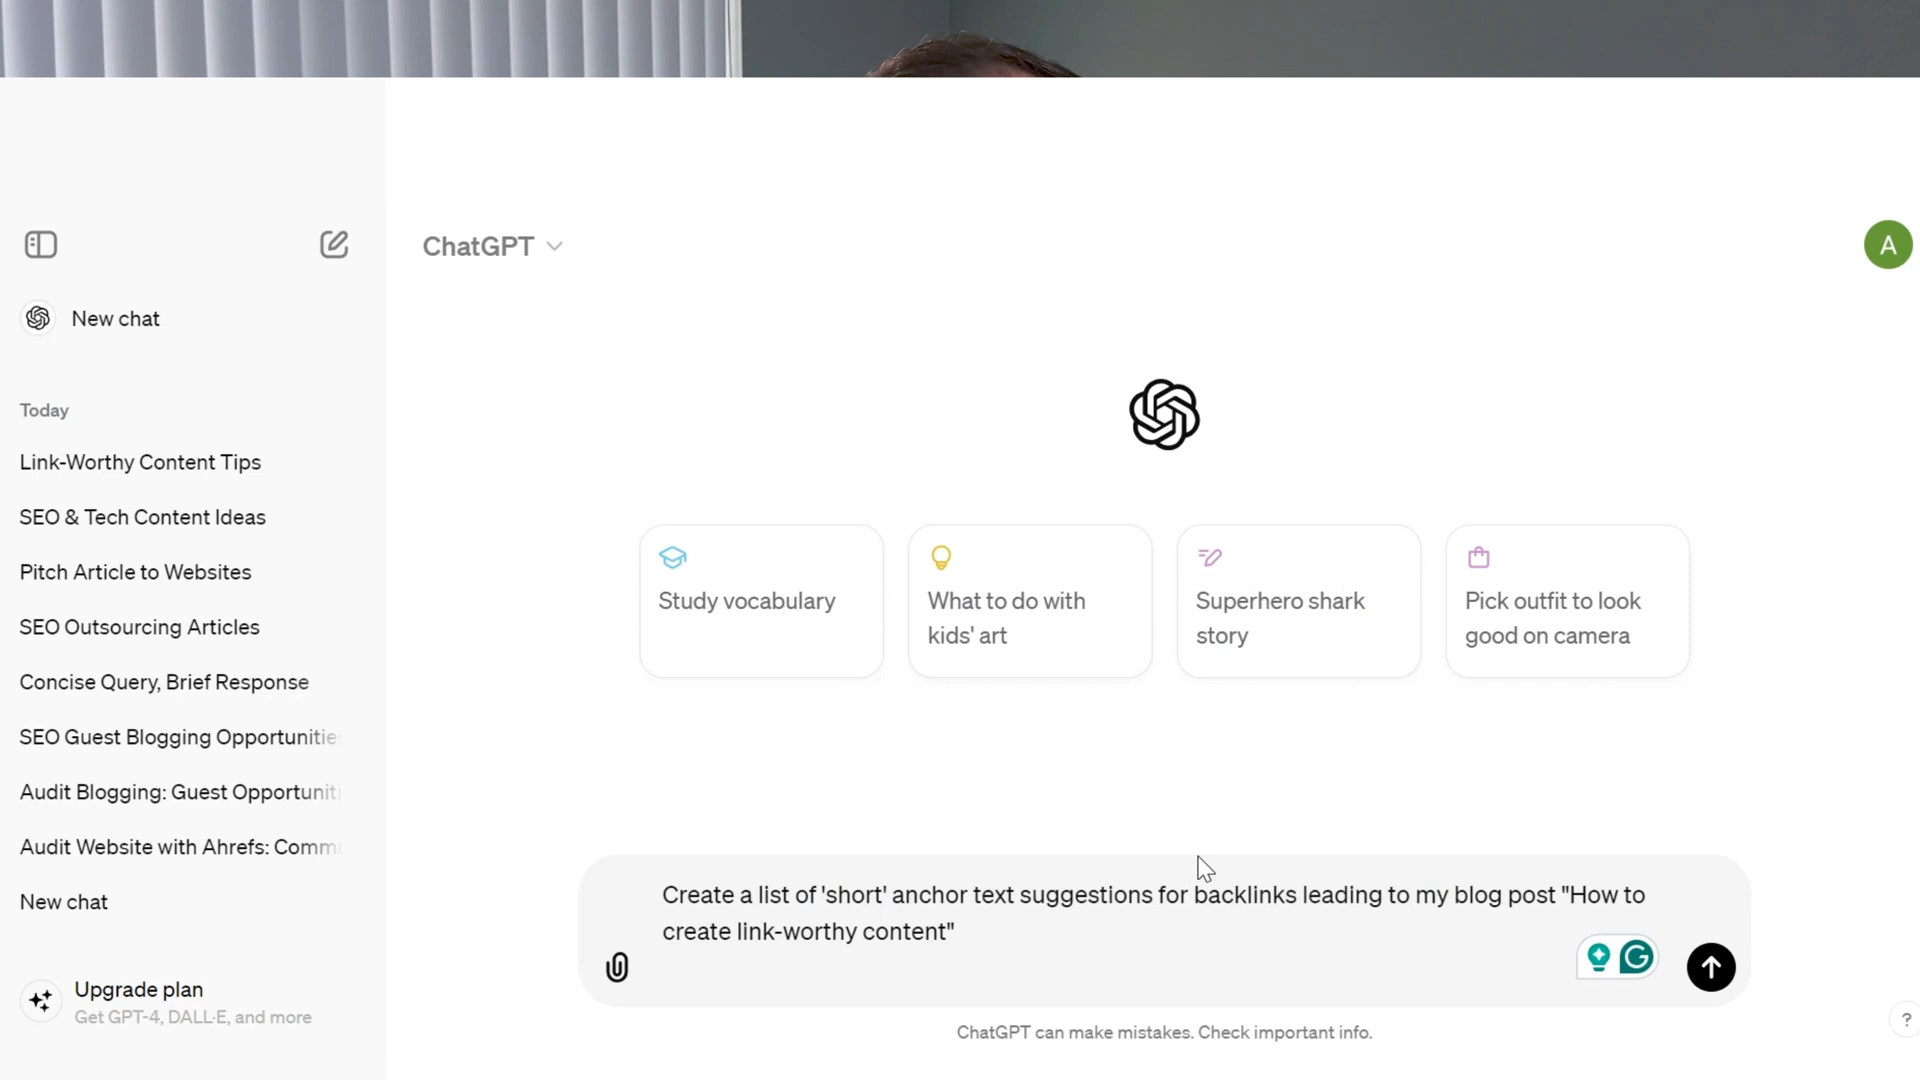 ChatGPT
A
New chat
Today
Link-Worthy Content Tips
SEO & Tech Content Ideas
Pitch Article to Websites
SEO Outsourcing Articles
Concise Query, Brief Response
SEO Guest Blogging Opportunitie
Audit Blogging: Guest Opportuniti
Audit Website with Ahrefs: Comm
New chat
Upgrade plan
Get GPT-4, DALL·E, and more
Study vocabulary
What to do with
kids' art
Superhero shark
story
Pick outfit to look
good on camera
Create a list of 'short' anchor text suggestions for backlinks leading to my blog post "How to
create link-worthy content"
ChatGPT can make mistakes. Check important info.
?